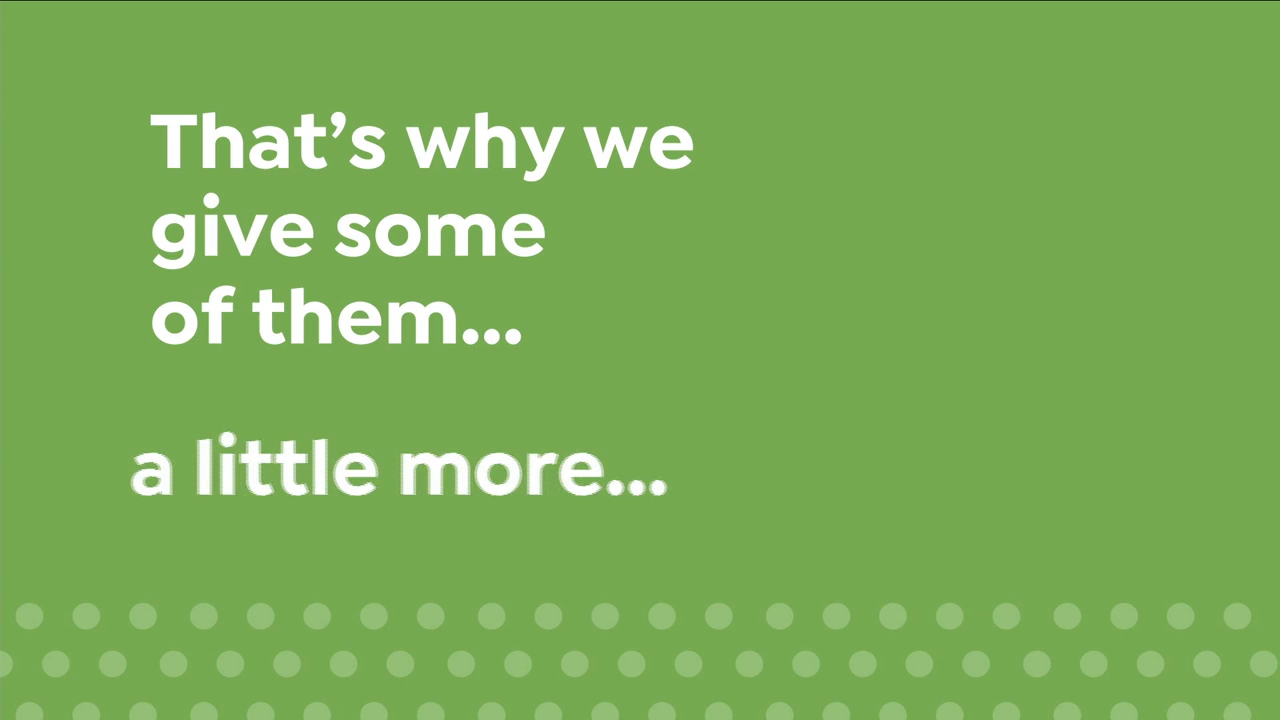 That’s why we
give some
of them...
a little more...